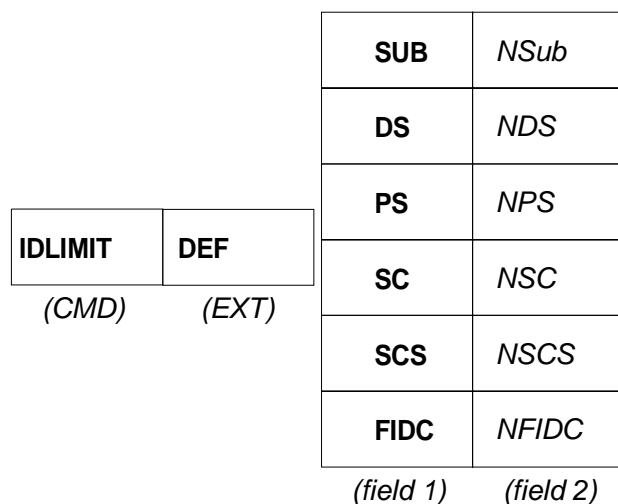 SUB NSub
DS NDS
PS NPS
IDLIMIT DEF
SC NSC
(CMD) (EXT)
SCS NSCS
FIDC NFIDC
(field 1) (field 2)